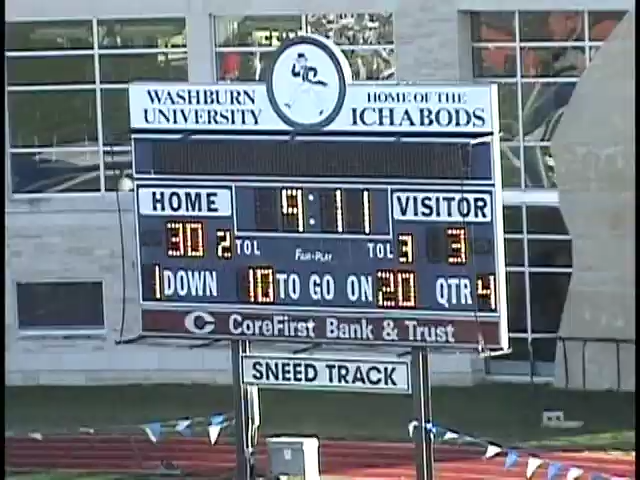 WASHBURN UNIVERSITY
HOME OF THE ICHABODS
HOME 9:11 VISITOR
30 2 TOL FAIR-PLAY TOL 3 3
1 DOWN 10 TO GO ON 20 QTR 4
C CoreFirst Bank & Trust
SNEED TRACK